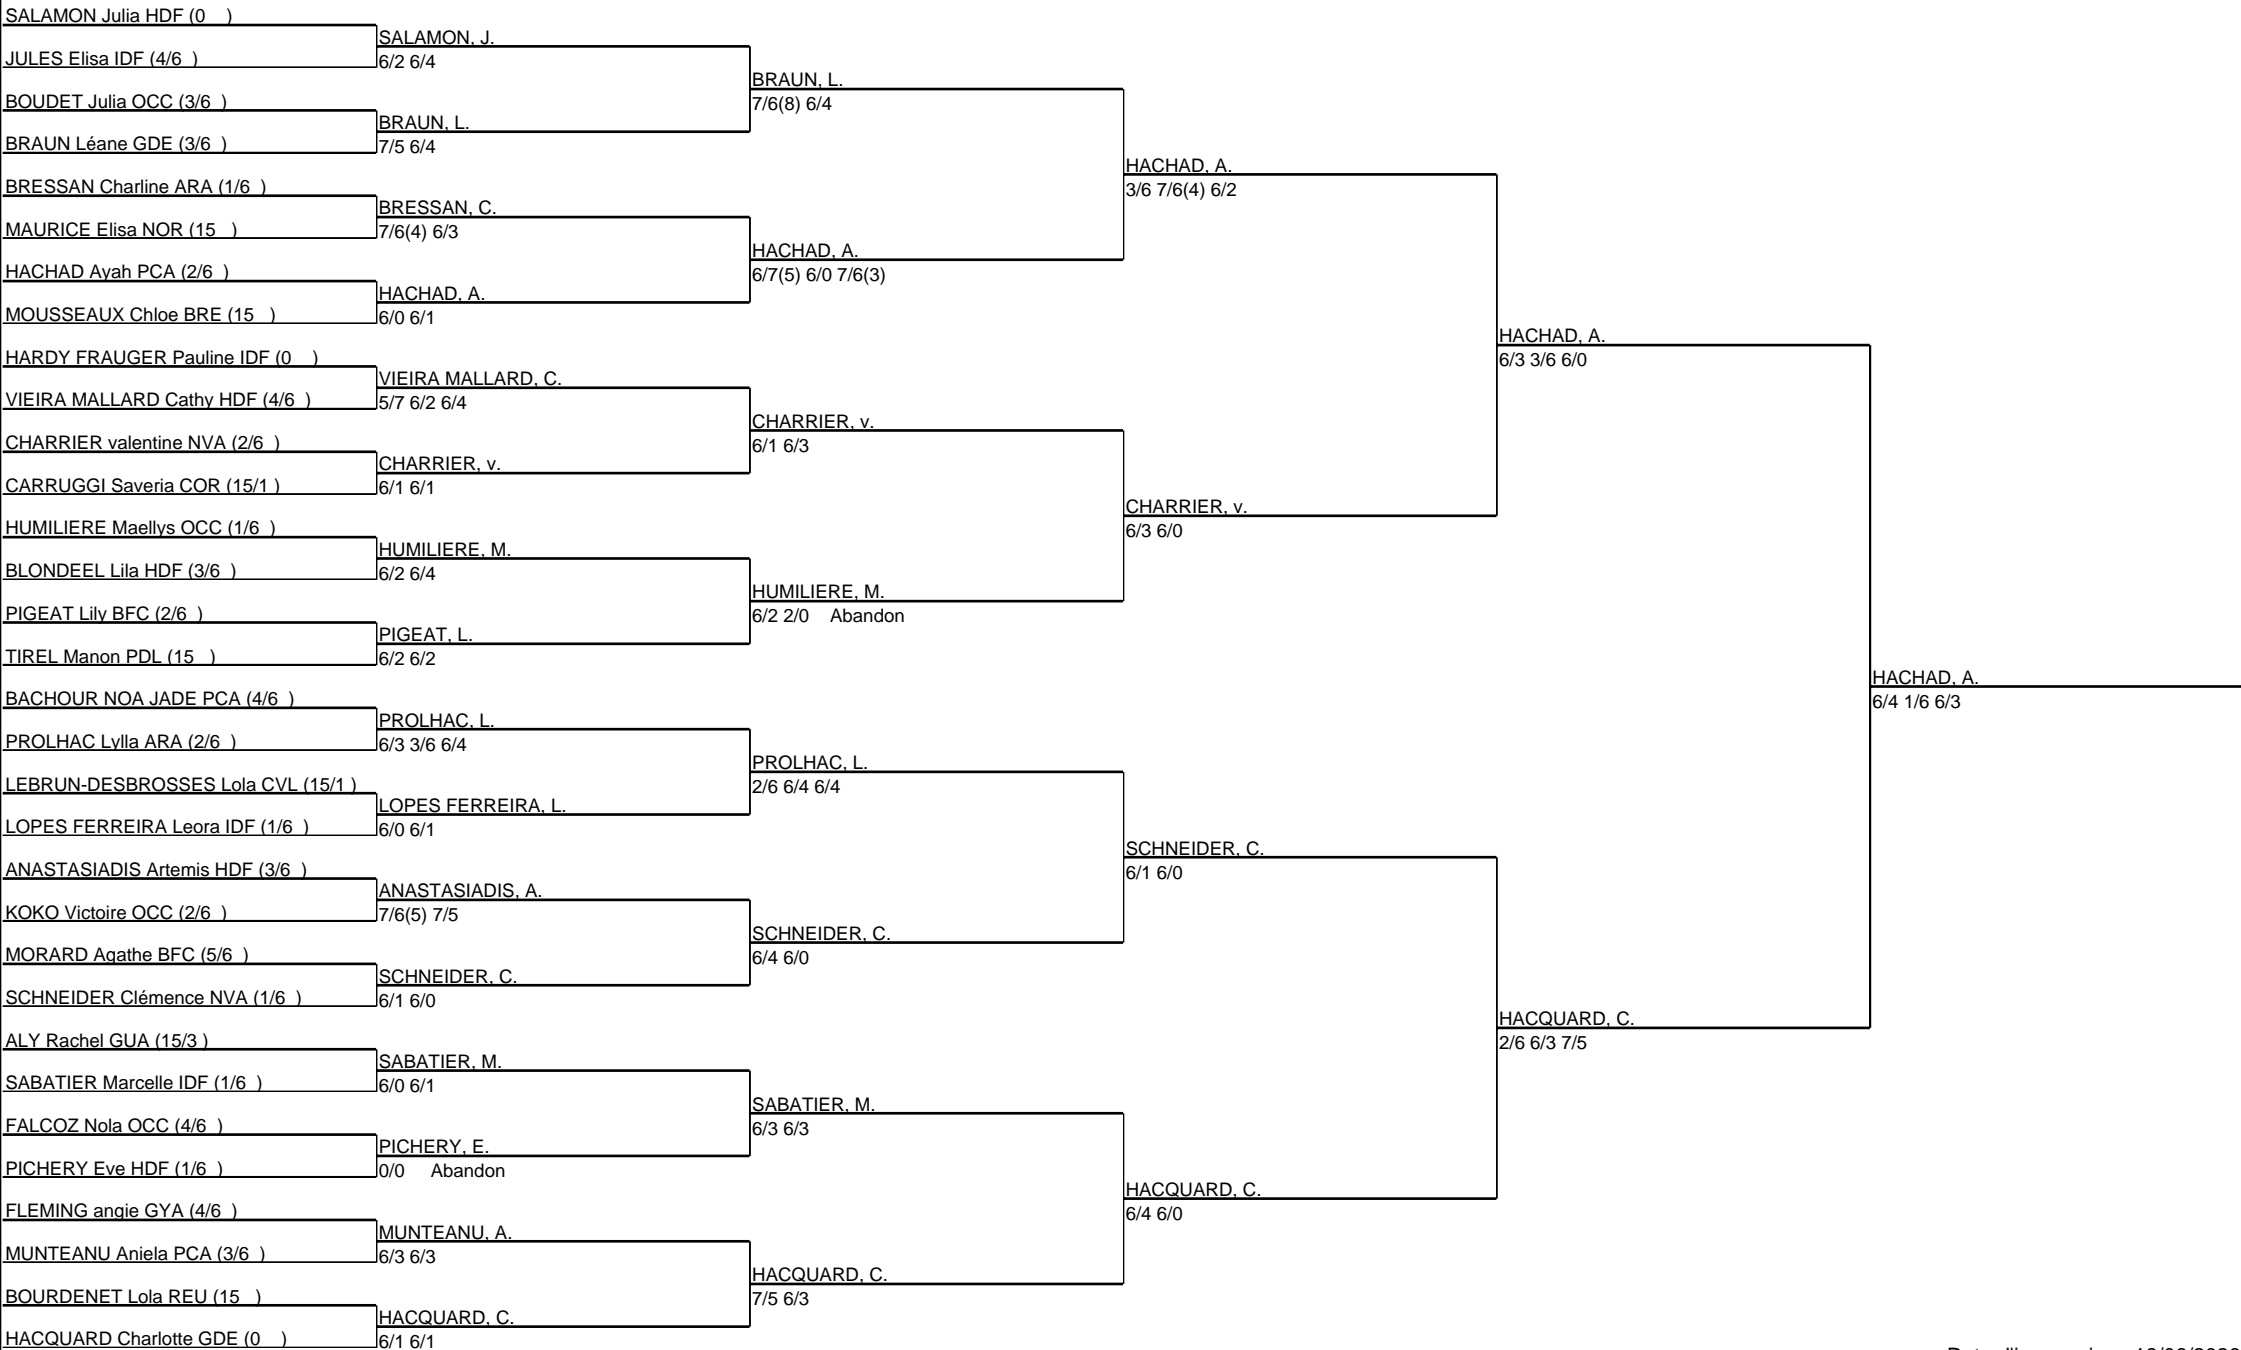 SALAMON Julia HDF (0 )
JULES Elisa IDF (4/6 )
BOUDET Julia OCC (3/6 )
BRAUN Léane GDE (3/6 )
BRESSAN Charline ARA (1/6 )
MAURICE Elisa NOR (15 )
HACHAD Ayah PCA (2/6 )
MOUSSEAUX Chloe BRE (15 )
HARDY FRAUGER Pauline IDF (0 )
VIEIRA MALLARD Cathy HDF (4/6 )
CHARRIER valentine NVA (2/6 )
CARRUGGI Saveria COR (15/1 )
HUMILIERE Maellys OCC (1/6 )
BLONDEEL Lila HDF (3/6 )
PIGEAT Lily BFC (2/6 )
TIREL Manon PDL (15 )
BACHOUR NOA JADE PCA (4/6 )
PROLHAC Lylla ARA (2/6 )
LEBRUN-DESBROSSES Lola CVL (15/1 )
LOPES FERREIRA Leora IDF (1/6 )
ANASTASIADIS Artemis HDF (3/6 )
KOKO Victoire OCC (2/6 )
MORARD Agathe BFC (5/6 )
SCHNEIDER Clémence NVA (1/6 )
ALY Rachel GUA (15/3 )
SABATIER Marcelle IDF (1/6 )
FALCOZ Nola OCC (4/6 )
PICHERY Eve HDF (1/6 )
FLEMING angie GYA (4/6 )
MUNTEANU Aniela PCA (3/6 )
BOURDENET Lola REU (15 )
HACQUARD Charlotte GDE (0 )
SALAMON, J.
6/2 6/4
BRAUN, L.
7/5 6/4
BRESSAN, C.
7/6(4) 6/3
HACHAD, A.
6/0 6/1
VIEIRA MALLARD, C.
5/7 6/2 6/4
CHARRIER, v.
6/1 6/1
HUMILIERE, M.
6/2 6/4
PIGEAT, L.
6/2 6/2
PROLHAC, L.
6/3 3/6 6/4
LOPES FERREIRA, L.
6/0 6/1
ANASTASIADIS, A.
7/6(5) 7/5
SCHNEIDER, C.
6/1 6/0
SABATIER, M.
6/0 6/1
PICHERY, E.
0/0 Abandon
MUNTEANU, A.
6/3 6/3
HACQUARD, C.
6/1 6/1
BRAUN, L.
7/6(8) 6/4
HACHAD, A.
6/7(5) 6/0 7/6(3)
CHARRIER, v.
6/1 6/3
HUMILIERE, M.
6/2 2/0 Abandon
PROLHAC, L.
2/6 6/4 6/4
SCHNEIDER, C.
6/4 6/0
SABATIER, M.
6/3 6/3
HACQUARD, C.
7/5 6/3
HACHAD, A.
3/6 7/6(4) 6/2
CHARRIER, v.
6/3 6/0
SCHNEIDER, C.
6/1 6/0
HACQUARD, C.
6/4 6/0
HACHAD, A.
6/3 3/6 6/0
HACQUARD, C.
2/6 6/3 7/5
HACHAD, A.
6/4 1/6 6/3